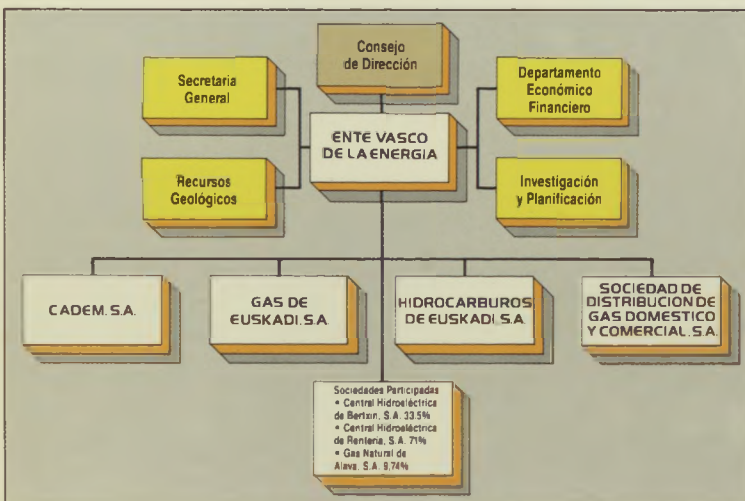 Consejo
de Dirección
Secretaria
General
Departamento
Económico
Financiero
ENTE VASCO
DE LA ENERGIA
Recursos
Geológicos
Investigación
y Planificación
CADEM. S.A.
GAS DE
EUSKADI. S.A.
HIDROCARBUROS
DE EUSKADI. S.A.
SOCIEDAD DE
DISTRIBUCION DE
GAS DOMESTICO
Y COMERCIAL. S.A.
Sociedades Participadas
• Central Hidroeléctrica
de Bertxin, S.A. 33.5%
• Central Hidroeléctrica
de Rentería, S.A. 71%
• Gas Natural de
Alava, S.A. 9,74%